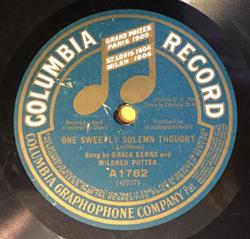 COLUMBIA RECORD
GRAND PRIZES
PARIS 1900
ST. LOUIS 1904
MILAN 1906
Soprano and
Contralto Duet
Orchestra
Accompaniment
ONE SWEETLY SOLEMN THOUGHT
Sung by GRACE KERNS and
MILDRED POTTER
A1782
(45737)
COLUMBIA GRAPHOPHONE COMPANY